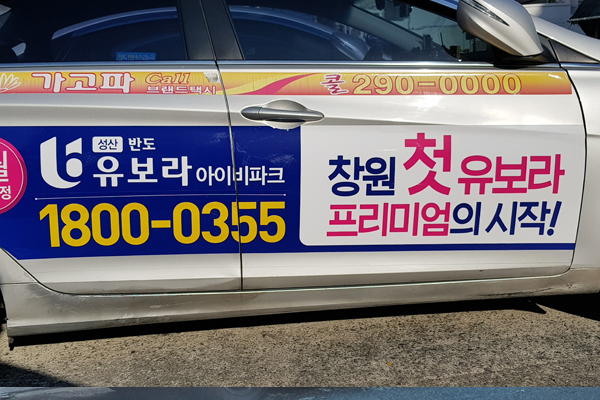 가고파 Call 브랜드택시 콜 290-0000
성산 반도
유보라 아이비파크
1800-0355
창원 첫 유보라
프리미엄의 시작!